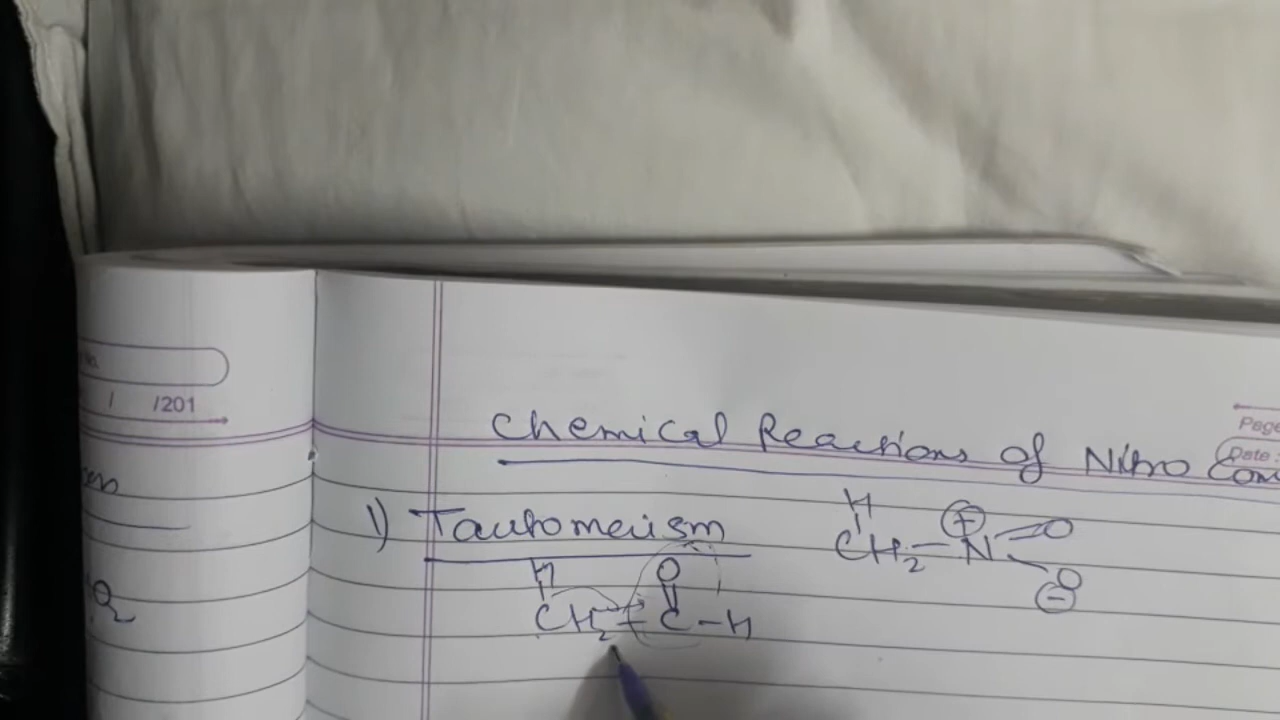 / /201
Page
Date:
Chemical Reactions of Nitro Com
1) Tautomerism
H
CH2-N
+
O
O
-
H
O
CH2-C-H